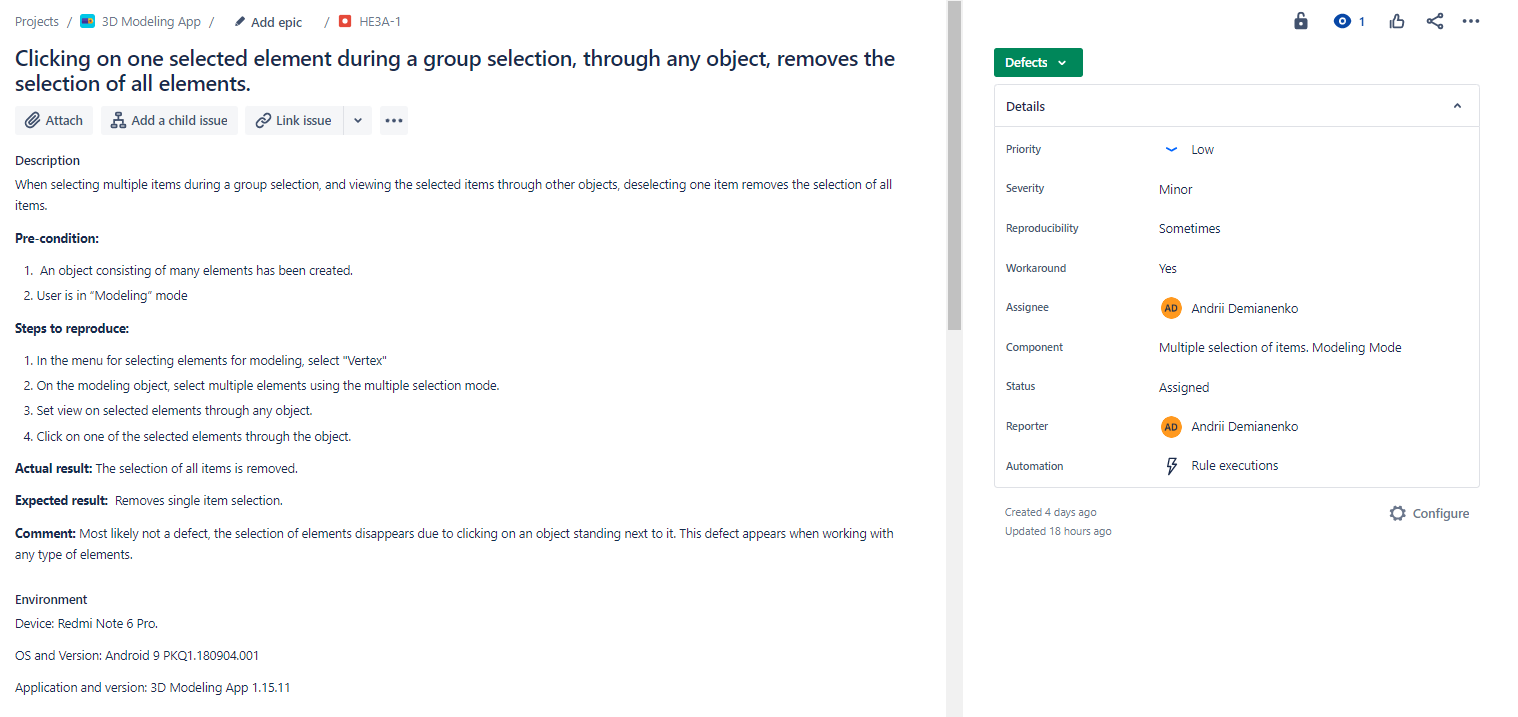 Projects / 3D Modeling App / Add epic / HE3A-1
Clicking on one selected element during a group selection, through any object, removes the
selection of all elements.
Attach Add a child issue Link issue
Description
When selecting multiple items during a group selection, and viewing the selected items through other objects, deselecting one item removes the selection of all
items.
Pre-condition:
1. An object consisting of many elements has been created.
2. User is in “Modeling” mode
Steps to reproduce:
1. In the menu for selecting elements for modeling, select "Vertex"
2. On the modeling object, select multiple elements using the multiple selection mode.
3. Set view on selected elements through any object.
4. Click on one of the selected elements through the object.
Actual result: The selection of all items is removed.
Expected result: Removes single item selection.
Comment: Most likely not a defect, the selection of elements disappears due to clicking on an object standing next to it. This defect appears when working with
any type of elements.
Environment
Device: Redmi Note 6 Pro.
OS and Version: Android 9 PKQ1.180904.001
Application and version: 3D Modeling App 1.15.11
1
Defects
Details
Priority Low
Severity Minor
Reproducibility Sometimes
Workaround Yes
Assignee AD Andrii Demianenko
Component Multiple selection of items. Modeling Mode
Status Assigned
Reporter AD Andrii Demianenko
Automation Rule executions
Created 4 days ago Configure
Updated 18 hours ago